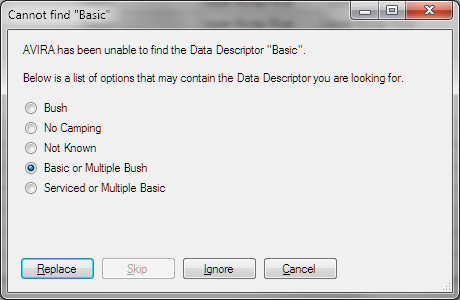 Cannot find "Basic"
AVIRA has been unable to find the Data Descriptor "Basic".
Below is a list of options that may contain the Data Descriptor you are looking for.
Bush
No Camping
Not Known
Basic or Multiple Bush
Serviced or Multiple Basic
Replace Skip Ignore Cancel